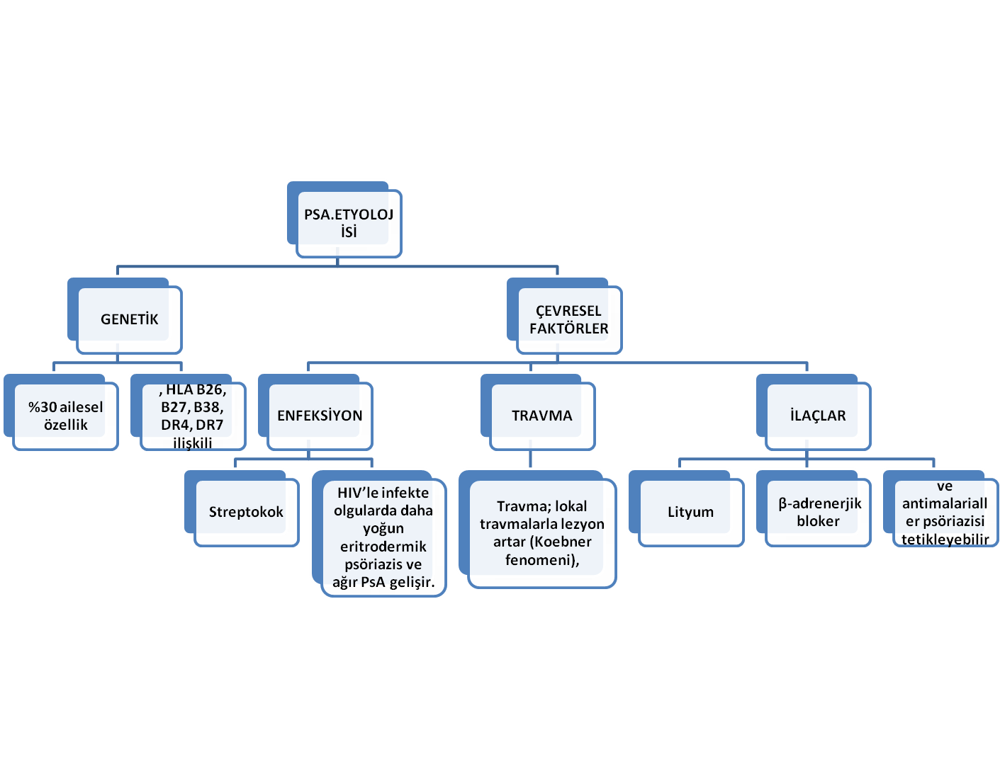 PSA.ETYOLOJ
İSİ
GENETİK
ÇEVRESEL
FAKTÖRLER
%30 ailesel
özellik
, HLA B26,
B27, B38,
DR4, DR7
ilişkili
ENFEKSİYON
TRAVMA
İLAÇLAR
Streptokok
HIV’le infekte
olgularda daha
yoğun
eritrodermik
psöriazis ve
ağır PsA gelişir.
Travma; lokal
travmalarla lezyon
artar (Koebner
fenomeni),
Lityum
β-adrenerjik
bloker
ve
antimalariall
er psöriazisi
tetikleyebilir